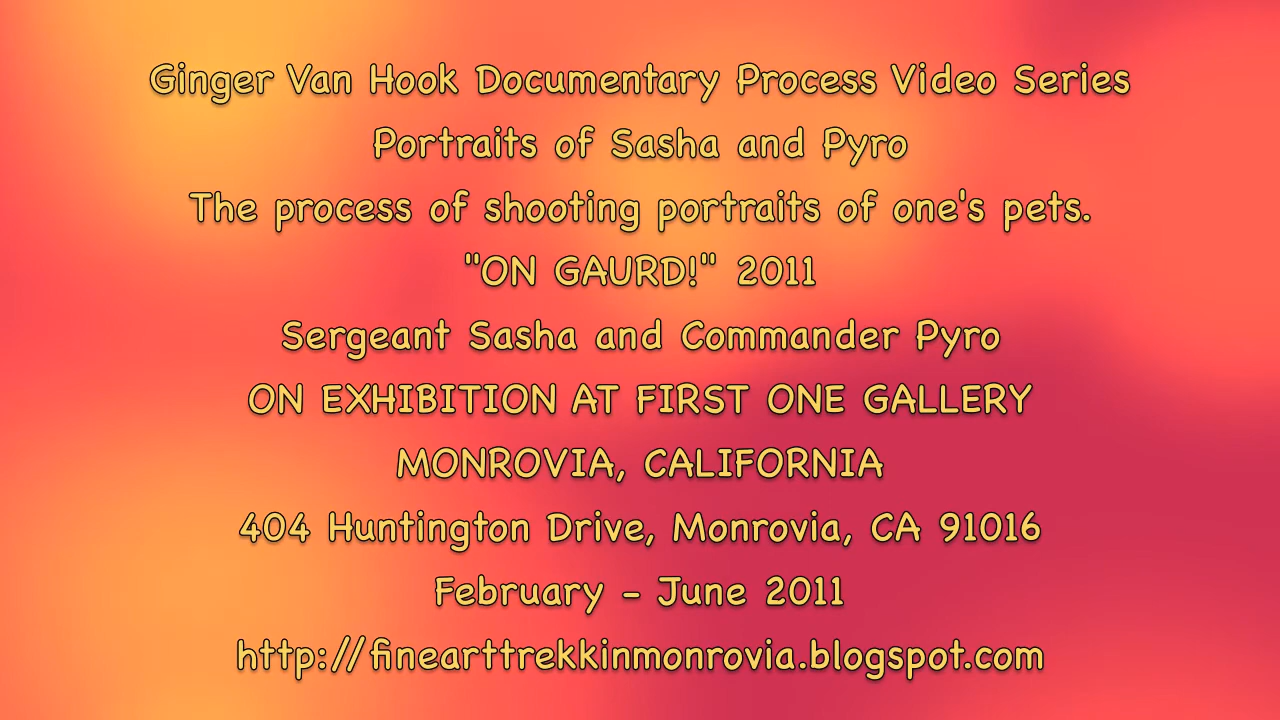 Ginger Van Hook Documentary Process Video Series
Portraits of Sasha and Pyro
The process of shooting portraits of one's pets.
"ON GAURD!" 2011
Sergeant Sasha and Commander Pyro
ON EXHIBITION AT FIRST ONE GALLERY
MONROVIA, CALIFORNIA
404 Huntington Drive, Monrovia, CA 91016
February - June 2011
http://finearttrekkinmonrovia.blogspot.com